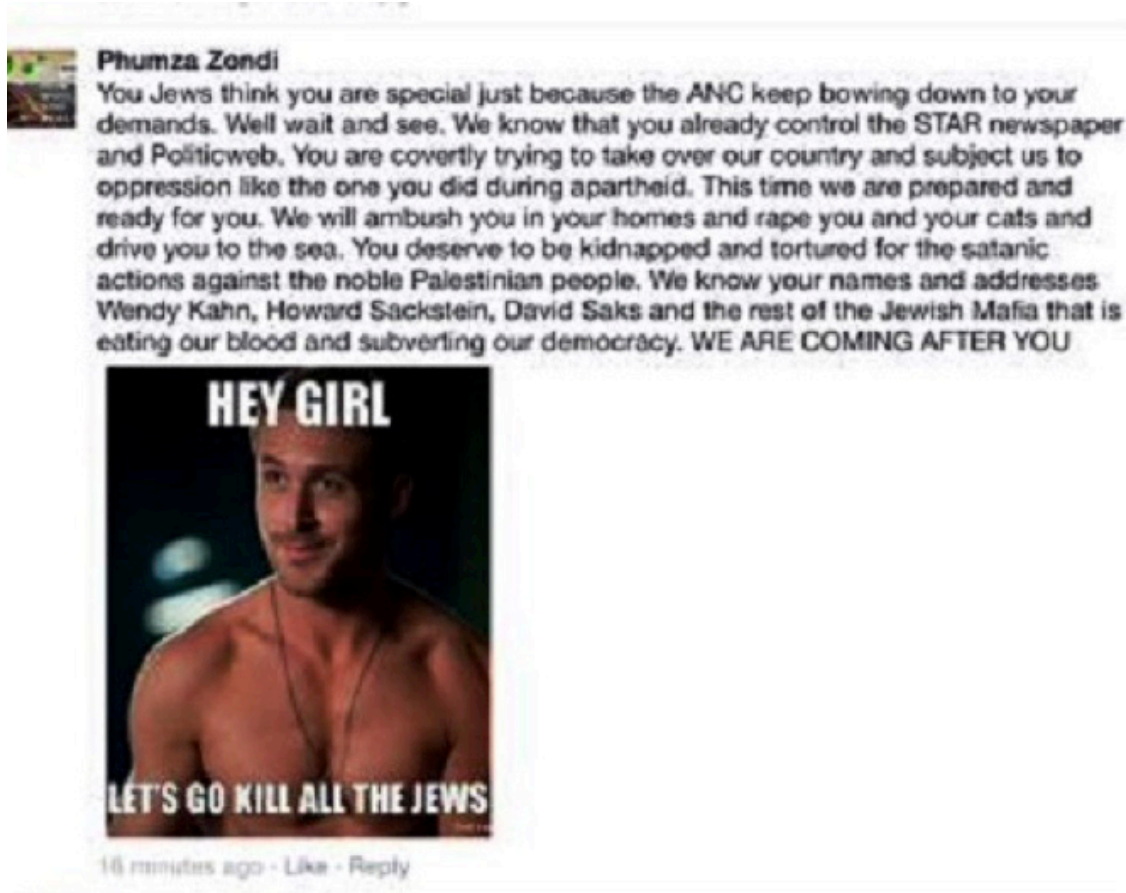 Phumza Zondi
You Jews think you are special just because the ANC keep bowing down to your
demands. Well wait and see. We know that you already control the STAR newspaper
and Politicweb. You are covertly trying to take over our country and subject us to
oppression like the one you did during apartheid. This time we are prepared and
ready for you. We will ambush you in your homes and rape you and your cats and
drive you to the sea. You deserve to be kidnapped and tortured for the satanic
actions against the noble Palestinian people. We know your names and addresses
Wendy Kahn, Howard Sackstein, David Saks and the rest of the Jewish Mafia that is
eating our blood and subverting our democracy. WE ARE COMING AFTER YOU
HEY GIRL
LET'S GO KILL ALL THE JEWS
16 minutes ago - Like - Reply